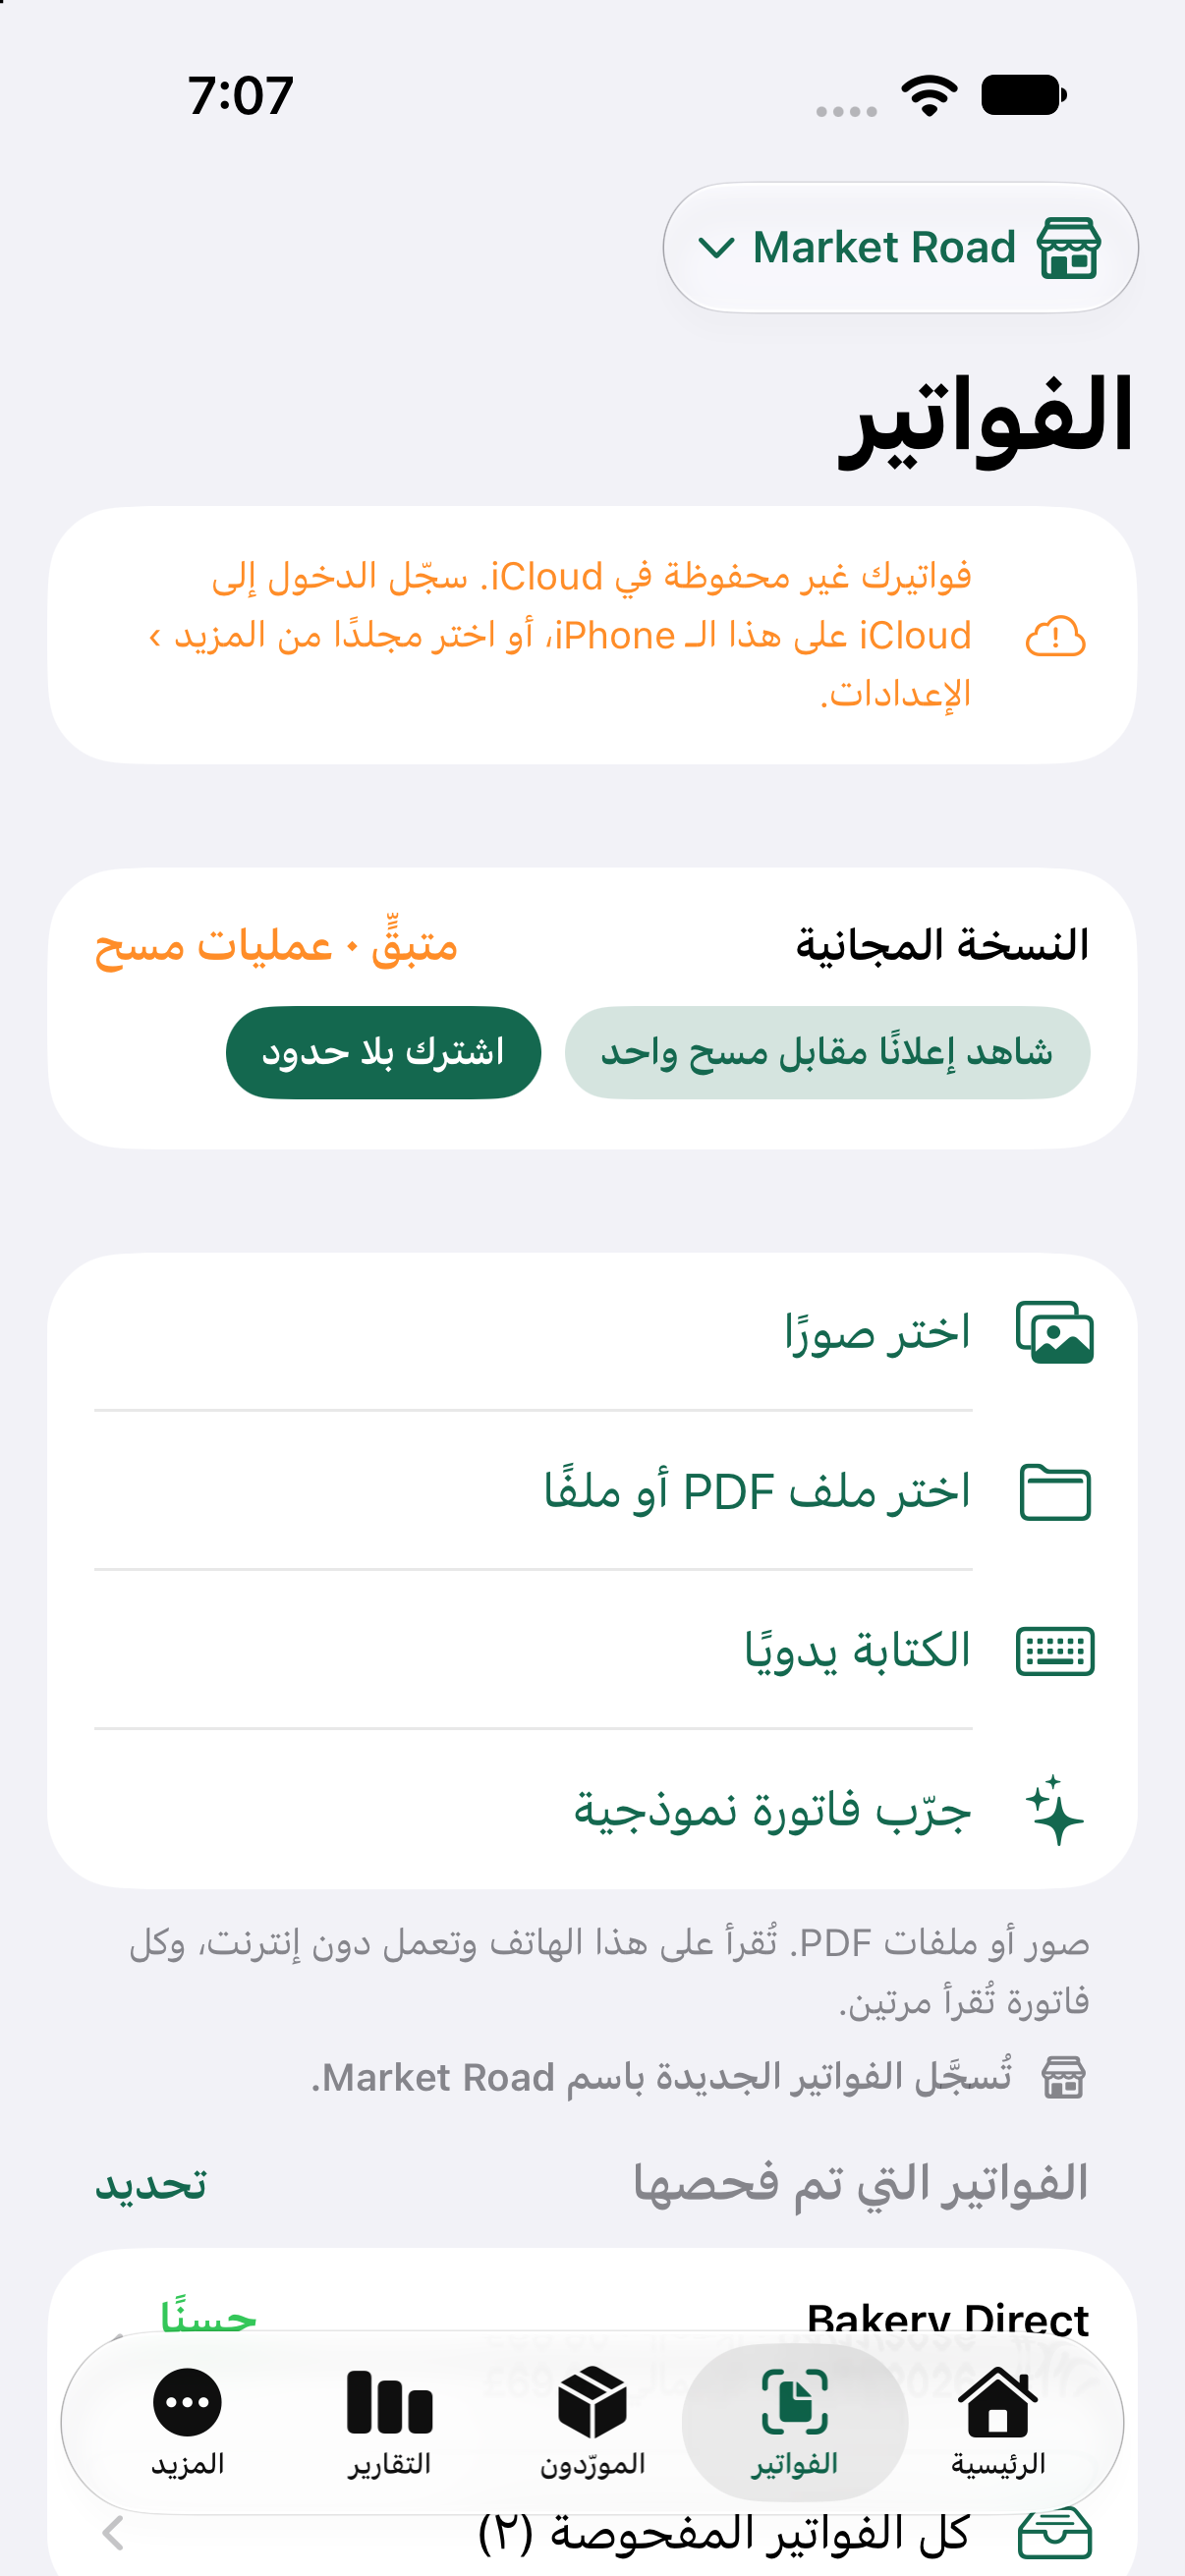 7:07
Market Road
الفواتير
فواتيرك غير محفوظة في iCloud. سجّل الدخول إلى
iCloud على هذا الـ iPhone، أو اختر مجلدًا من المزيد ›
الإعدادات.
النسخة المجانية
متبقٍّ ٠ عمليات مسح
شاهد إعلانًا مقابل مسح واحد
اشترك بلا حدود
اختر صورًا
اختر ملف PDF أو ملفًا
الكتابة يدويًا
جرّب فاتورة نموذجية
صور أو ملفات PDF. تُقرأ على هذا الهاتف وتعمل دون إنترنت، وكل
فاتورة تُقرأ مرتين.
تُسجَّل الفواتير الجديدة باسم Market Road.
الفواتير التي تم فحصها
تحديد
Bakery Direct
حسنًا
الرئيسية
الفواتير
المورّدون
التقارير
المزيد
كل الفواتير المفحوصة (٢)